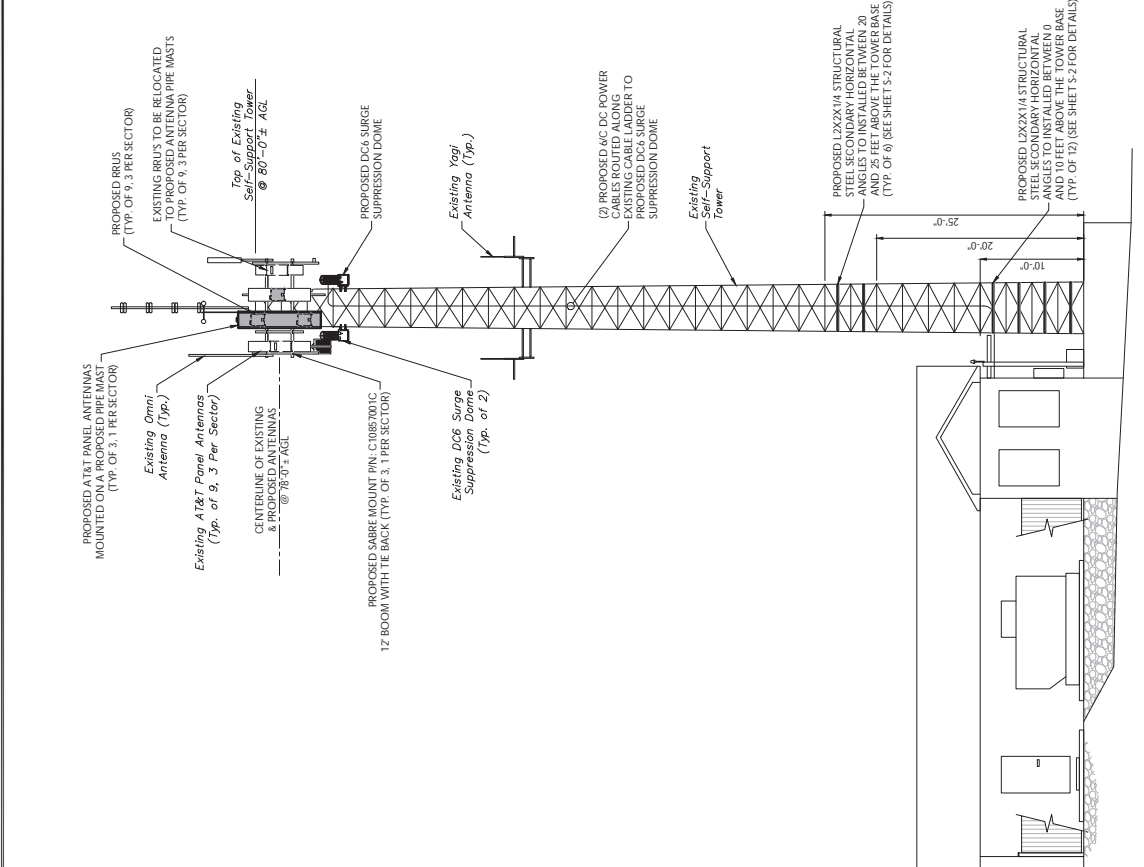 PROPOSED AT&T PANEL ANTENNAS
MOUNTED ON A PROPOSED PIPE MAST
(TYP. OF 3, 1 PER SECTOR)
Existing Omni
Antenna (Typ.)
Existing AT&T Panel Antennas
(Typ. of 9, 3 Per Sector)
CENTERLINE OF EXISTING
& PROPOSED ANTENNAS
@ 78'-0"± AGL
PROPOSED SABRE MOUNT P/N: C10857001C
12' BOOM WITH TIE BACK (TYP. OF 3, 1 PER SECTOR)
Existing DC6 Surge
Suppression Dome
(Typ. of 2)
PROPOSED RRUS
(TYP. OF 9, 3 PER SECTOR)
EXISTING RRU'S TO BE RELOCATED
TO PROPOSED ANTENNA PIPE MASTS
(TYP. OF 9, 3 PER SECTOR)
Top of Existing
Self-Support Tower
@ 80'-0"± AGL
PROPOSED DC6 SURGE
SUPPRESSION DOME
Existing Yagi
Antenna (Typ.)
(2) PROPOSED 6/C DC POWER
CABLES ROUTED ALONG
EXISTING CABLE LADDER TO
PROPOSED DC6 SURGE
SUPPRESSION DOME
Existing
Self-Support
Tower
PROPOSED L2X2X1/4 STRUCTURAL
STEEL SECONDARY HORIZONTAL
ANGLES TO INSTALLED BETWEEN 20
AND 25 FEET ABOVE THE TOWER BASE
(TYP. OF 6) (SEE SHEET S-2 FOR DETAILS)
PROPOSED L2X2X1/4 STRUCTURAL
STEEL SECONDARY HORIZONTAL
ANGLES TO INSTALLED BETWEEN 0
AND 10 FEET ABOVE THE TOWER BASE
(TYP. OF 12) (SEE SHEET S-2 FOR DETAILS)
25'-0"
20'-0"
10'-0"